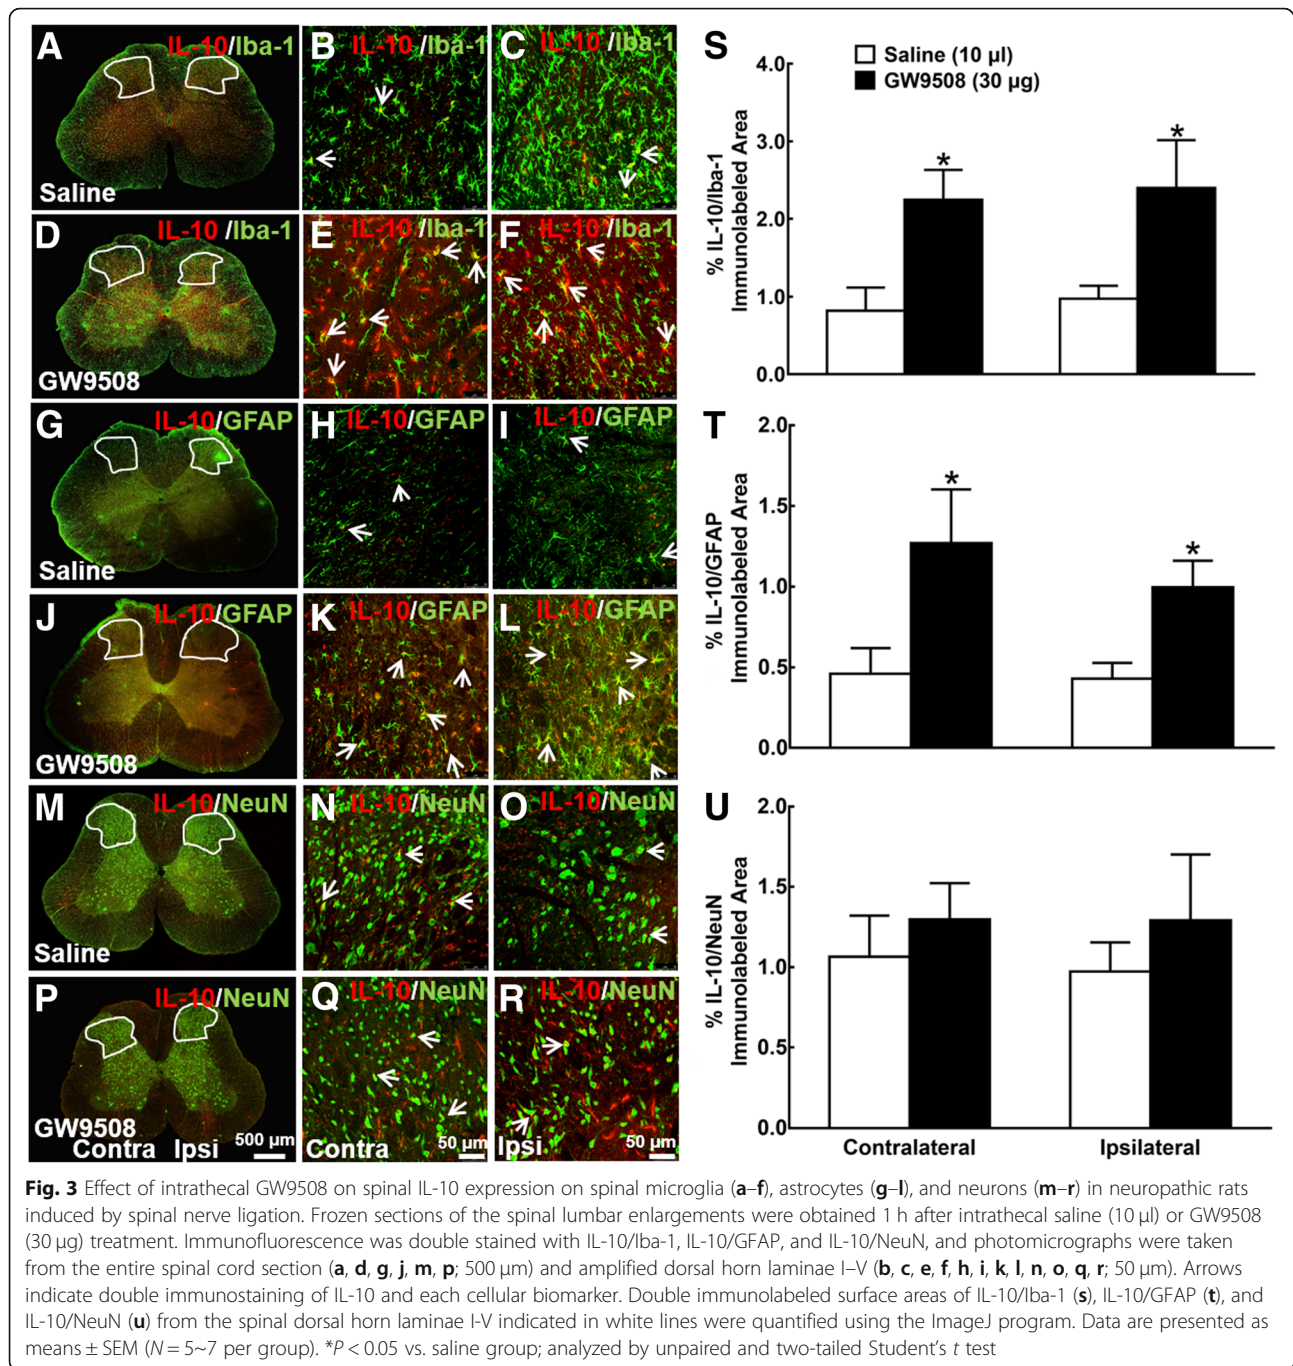 A IL-10/Iba-1 Saline
B IL-10 /Iba-1
C IL-10 /Iba-1
D IL-10 /Iba-1 GW9508
E IL-10 /Iba-1
F IL-10 /Iba-1
G IL-10/GFAP Saline
H IL-10/GFAP
I IL-10/GFAP
J IL-10/GFAP GW9508
K IL-10/GFAP
L IL-10/GFAP
M IL-10/NeuN Saline
N IL-10/NeuN
O IL-10/NeuN
P IL-10/NeuN GW9508 Contra Ipsi 500 µm
Q IL-10/NeuN Contra 50 µm
R IL-10/NeuN Ipsi 50 µm
S
Saline (10 µl)
GW9508 (30 µg)
% IL-10/Iba-1
Immunolabeled Area
4.0
3.0
2.0
1.0
0.0
* *
T
% IL-10/GFAP
Immunolabeled Area
2.0
1.5
1.0
0.5
0.0
* *
U
% IL-10/NeuN
Immunolabeled Area
2.0
1.5
1.0
0.5
0.0
Contralateral Ipsilateral
Fig. 3 Effect of intrathecal GW9508 on spinal IL-10 expression on spinal microglia (a–f), astrocytes (g–l), and neurons (m–r) in neuropathic rats
induced by spinal nerve ligation. Frozen sections of the spinal lumbar enlargements were obtained 1 h after intrathecal saline (10 µl) or GW9508
(30 µg) treatment. Immunofluorescence was double stained with IL-10/Iba-1, IL-10/GFAP, and IL-10/NeuN, and photomicrographs were taken
from the entire spinal cord section (a, d, g, j, m, p; 500 µm) and amplified dorsal horn laminae I–V (b, c, e, f, h, i, k, l, n, o, q, r; 50 µm). Arrows
indicate double immunostaining of IL-10 and each cellular biomarker. Double immunolabeled surface areas of IL-10/Iba-1 (s), IL-10/GFAP (t), and
IL-10/NeuN (u) from the spinal dorsal horn laminae I-V indicated in white lines were quantified using the ImageJ program. Data are presented as
means ± SEM (N = 5~7 per group). *P < 0.05 vs. saline group; analyzed by unpaired and two-tailed Student's t test